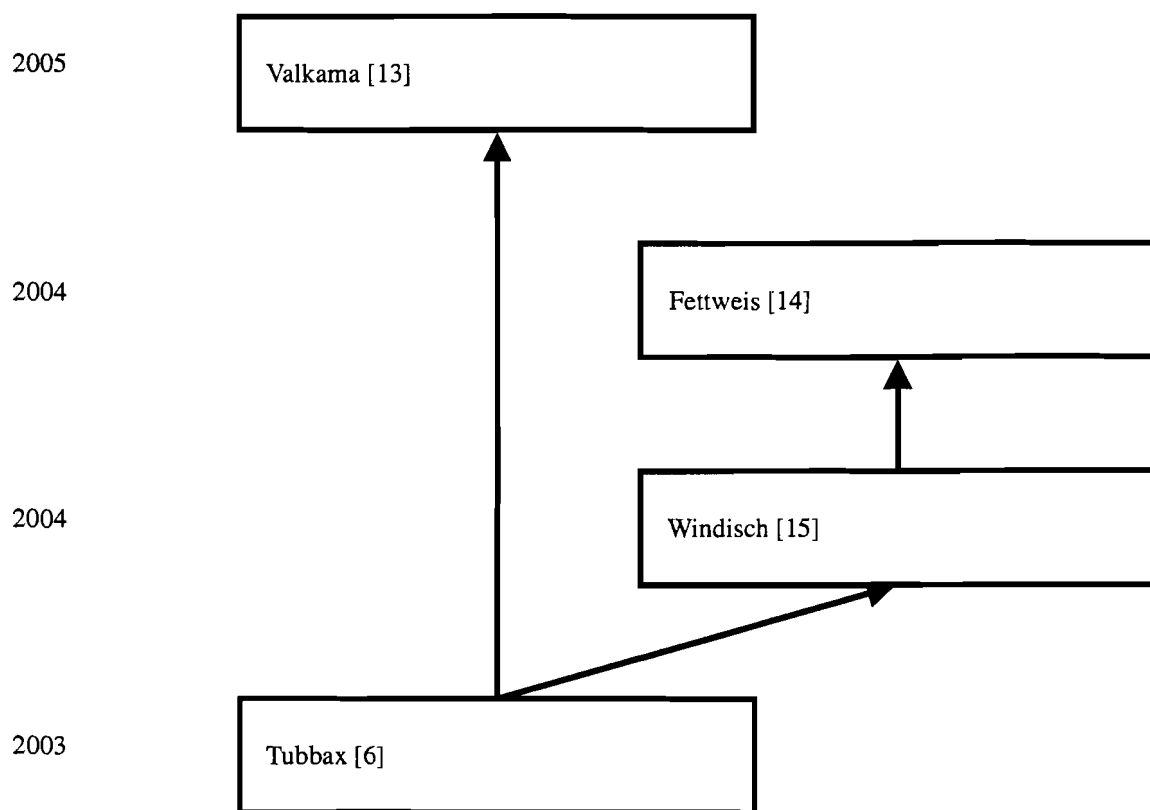 2005
Valkama [13]
2004
Fettweis [14]
2004
Windisch [15]
2003
Tubbax [6]